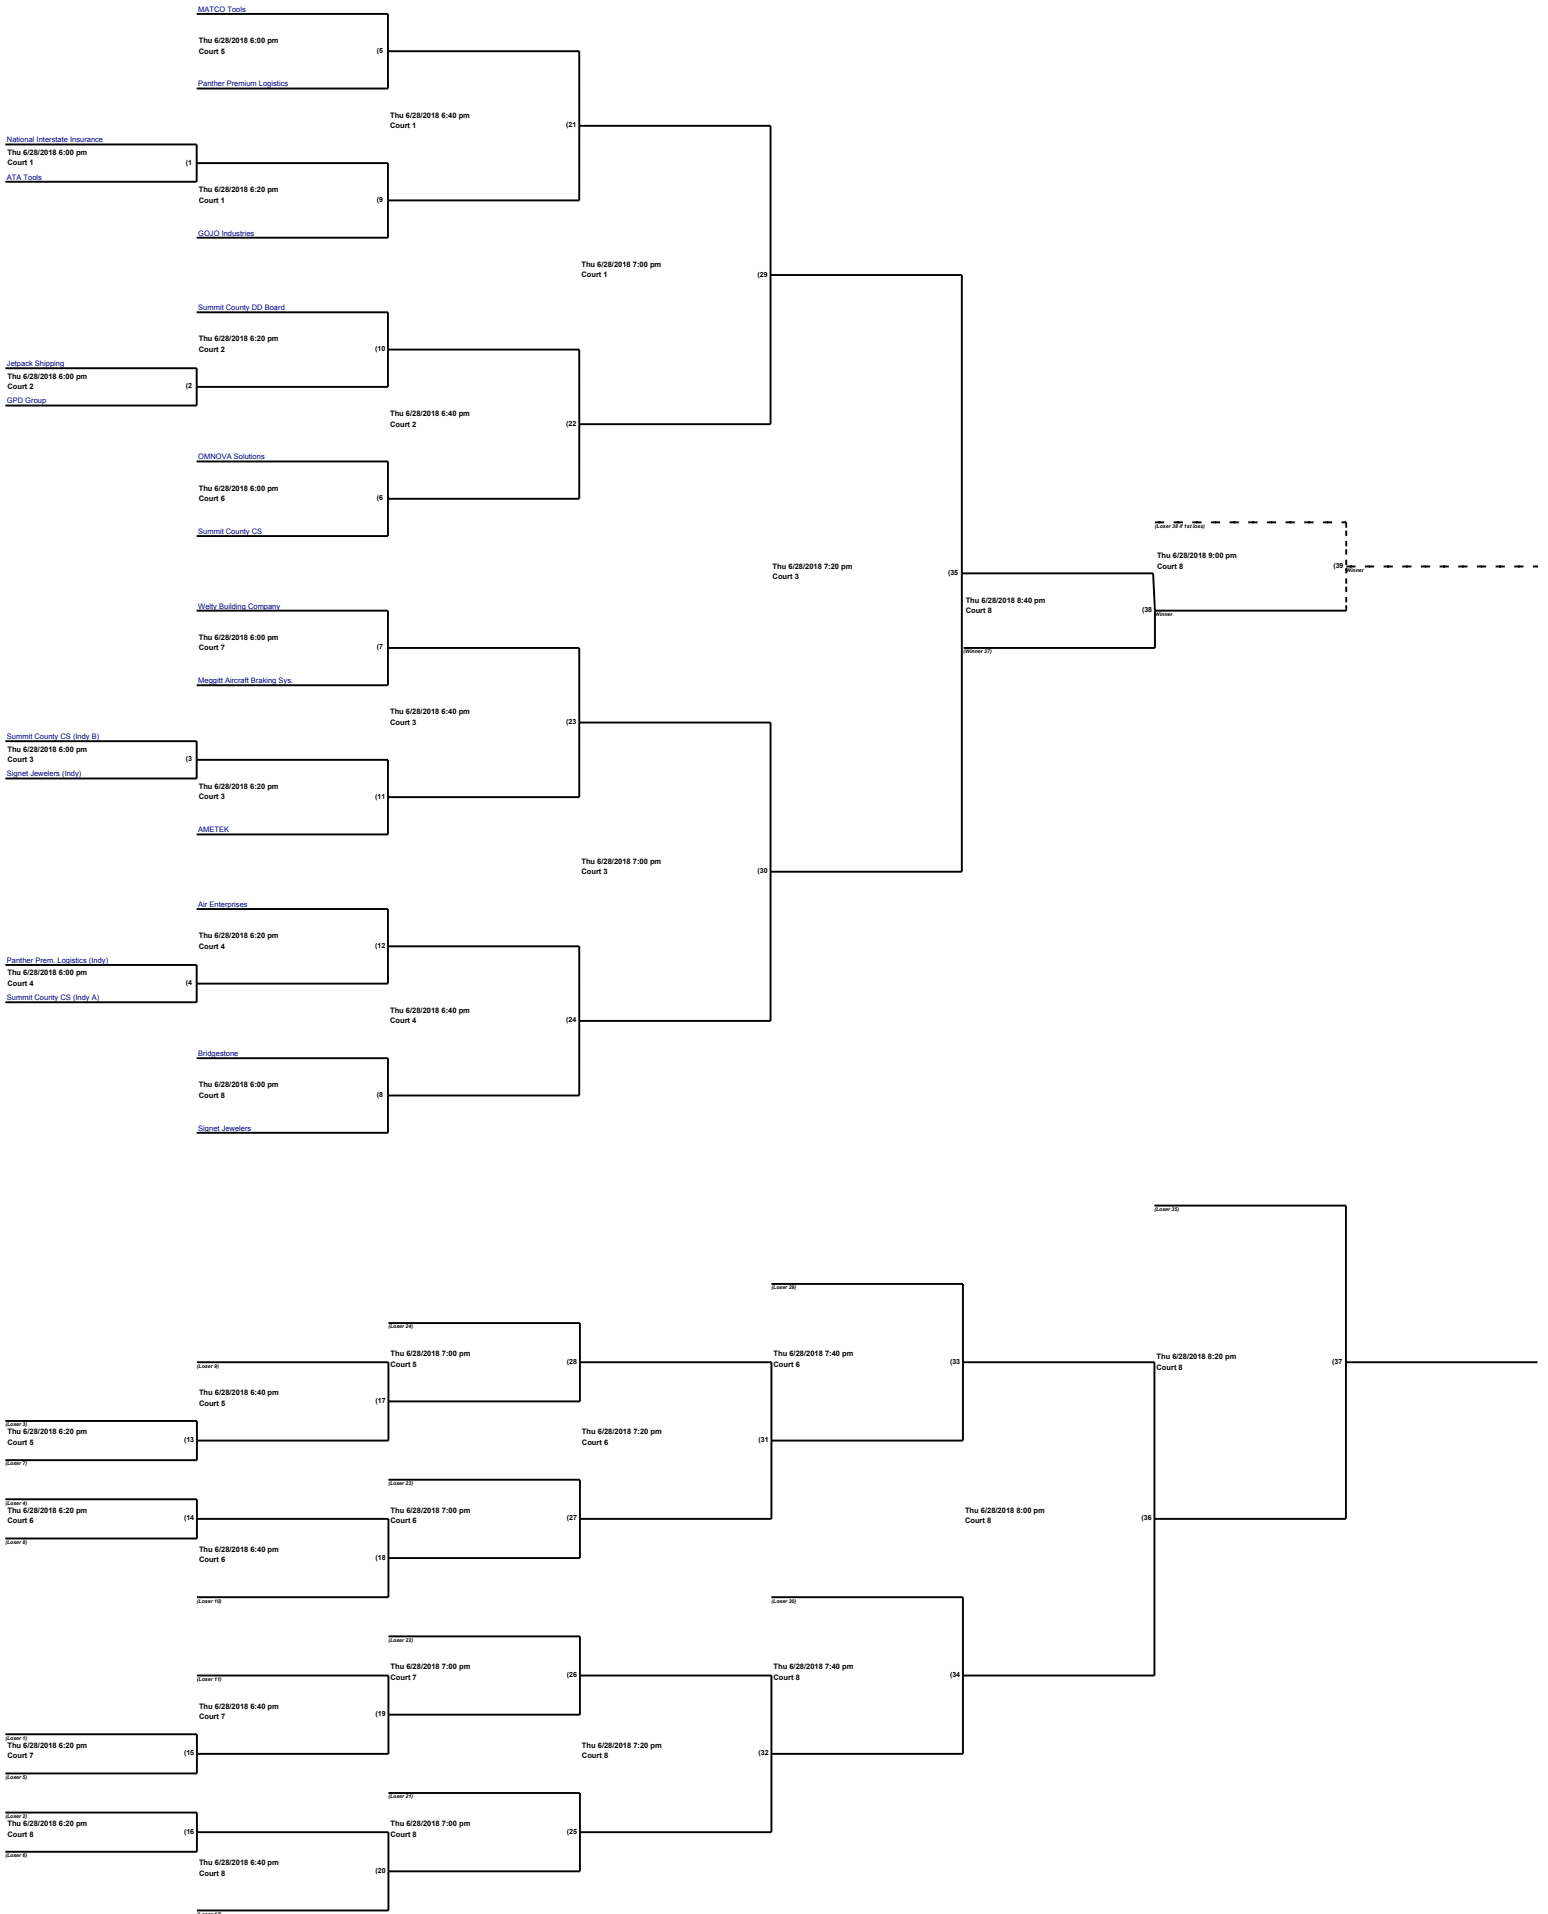 MATCO Tools
Thu 6/28/2018 6:00 pm
Court 5
(5
Panther Premium Logistics
Thu 6/28/2018 6:40 pm
Court 1
(21
National Interstate Insurance
Thu 6/28/2018 6:00 pm
Court 1
(1
ATA Tools
Thu 6/28/2018 6:20 pm
Court 1
(9
GOJO Industries
Thu 6/28/2018 7:00 pm
Court 1
(29
Summit County DD Board
Thu 6/28/2018 6:20 pm
Court 2
(10
Jetpack Shipping
Thu 6/28/2018 6:00 pm
Court 2
(2
GPD Group
Thu 6/28/2018 6:40 pm
Court 2
(22
OMNOVA Solutions
Thu 6/28/2018 6:00 pm
Court 6
(6
Summit County CS
(Loser 38 if 1st loss)
Thu 6/28/2018 9:00 pm
Court 8
(39
Winner
Thu 6/28/2018 7:20 pm
Court 3
(35
Thu 6/28/2018 8:40 pm
Court 8
(38
Winner
(Winner 37)
Welty Building Company
Thu 6/28/2018 6:00 pm
Court 7
(7
Meggitt Aircraft Braking Sys.
Thu 6/28/2018 6:40 pm
Court 3
(23
Summit County CS (Indy B)
Thu 6/28/2018 6:00 pm
Court 3
(3
Signet Jewelers (Indy)
Thu 6/28/2018 6:20 pm
Court 3
(11
AMETEK
Thu 6/28/2018 7:00 pm
Court 3
(30
Air Enterprises
Thu 6/28/2018 6:20 pm
Court 4
(12
Panther Prem. Logistics (Indy)
Thu 6/28/2018 6:00 pm
Court 4
(4
Summit County CS (Indy A)
Thu 6/28/2018 6:40 pm
Court 4
(24
Bridgestone
Thu 6/28/2018 6:00 pm
Court 8
(8
Signet Jewelers
(Loser 35)
(Loser 29)
(Loser 24)
Thu 6/28/2018 7:00 pm
Court 5
(28
Thu 6/28/2018 7:40 pm
Court 6
(33
Thu 6/28/2018 8:20 pm
Court 8
(37
(Loser 9)
Thu 6/28/2018 6:40 pm
Court 5
(17
(Loser 3)
Thu 6/28/2018 6:20 pm
Court 5
(13
(Loser 7)
Thu 6/28/2018 7:20 pm
Court 6
(31
(Loser 23)
(Loser 4)
Thu 6/28/2018 6:20 pm
Court 6
(14
(Loser 8)
Thu 6/28/2018 7:00 pm
Court 6
(27
Thu 6/28/2018 8:00 pm
Court 8
(36
Thu 6/28/2018 6:40 pm
Court 6
(18
(Loser 10)
(Loser 30)
(Loser 22)
Thu 6/28/2018 7:00 pm
Court 7
(26
Thu 6/28/2018 7:40 pm
Court 8
(34
(Loser 11)
Thu 6/28/2018 6:40 pm
Court 7
(19
(Loser 1)
Thu 6/28/2018 6:20 pm
Court 7
(15
(Loser 5)
Thu 6/28/2018 7:20 pm
Court 8
(32
(Loser 21)
(Loser 2)
Thu 6/28/2018 6:20 pm
Court 8
(16
(Loser 6)
Thu 6/28/2018 7:00 pm
Court 8
(25
Thu 6/28/2018 6:40 pm
Court 8
(20